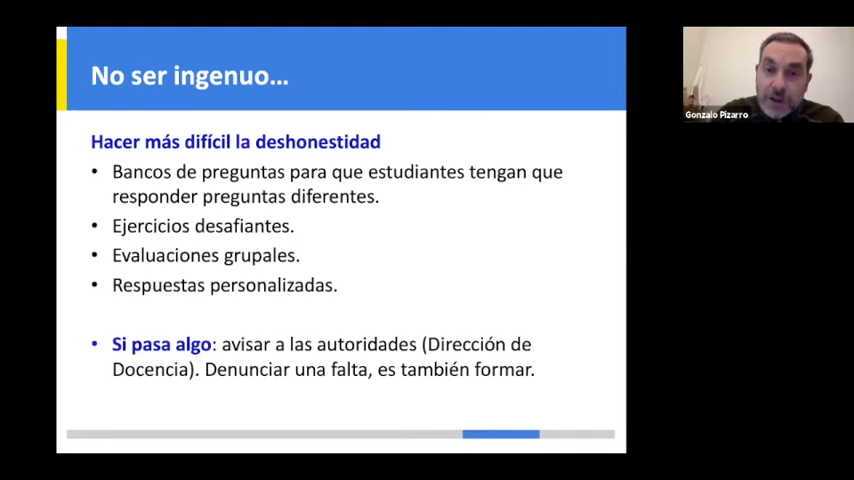 No ser ingenuo...
Hacer más difícil la deshonestidad
• Bancos de preguntas para que estudiantes tengan que
responder preguntas diferentes.
• Ejercicios desafiantes.
• Evaluaciones grupales.
• Respuestas personalizadas.
• Si pasa algo: avisar a las autoridades (Dirección de
Docencia). Denunciar una falta, es también formar.
Gonzalo Pizarro